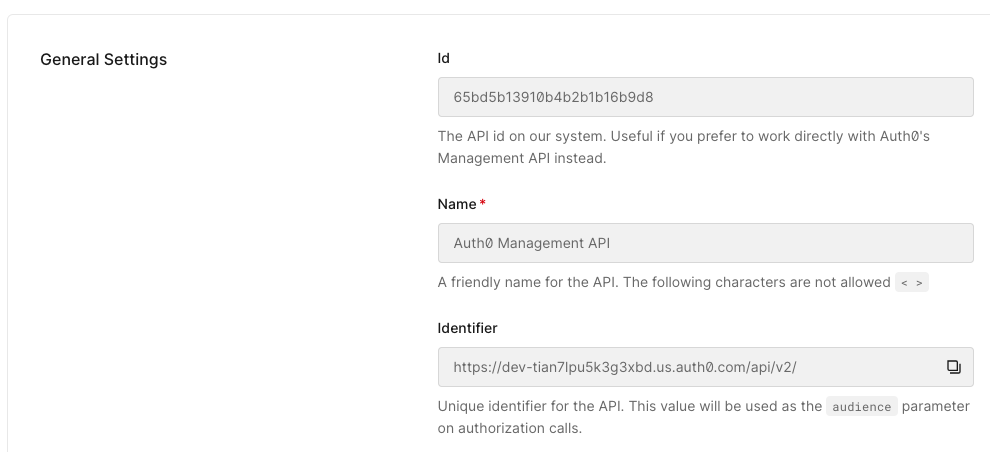 General Settings
Id
65bd5b13910b4b2b1b16b9d8
The API id on our system. Useful if you prefer to work directly with Auth0's
Management API instead.
Name *
Auth0 Management API
A friendly name for the API. The following characters are not allowed < >
Identifier
https://dev-tian7lpu5k3g3xbd.us.auth0.com/api/v2/
Unique identifier for the API. This value will be used as the audience parameter
on authorization calls.